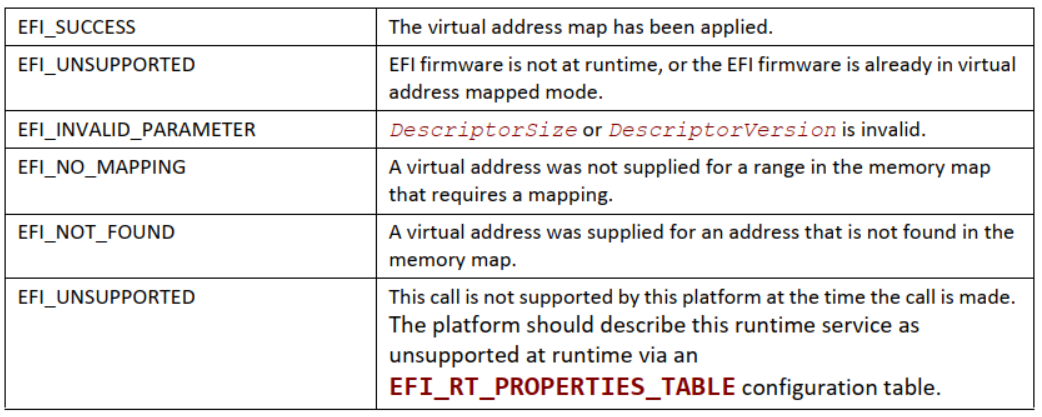 EFI_SUCCESS The virtual address map has been applied.
EFI_UNSUPPORTED EFI firmware is not at runtime, or the EFI firmware is already in virtual
address mapped mode.
EFI_INVALID_PARAMETER DescriptorSize or DescriptorVersion is invalid.
EFI_NO_MAPPING A virtual address was not supplied for a range in the memory map
that requires a mapping.
EFI_NOT_FOUND A virtual address was supplied for an address that is not found in the
memory map.
EFI_UNSUPPORTED This call is not supported by this platform at the time the call is made.
The platform should describe this runtime service as
unsupported at runtime via an
EFI_RT_PROPERTIES_TABLE configuration table.